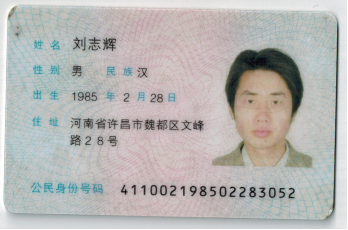 姓名 刘志辉
性别 男 民族 汉
出生 1985 年 2 月 28 日
住址 河南省许昌市魏都区文峰
路28号
公民身份号码 411002198502283052